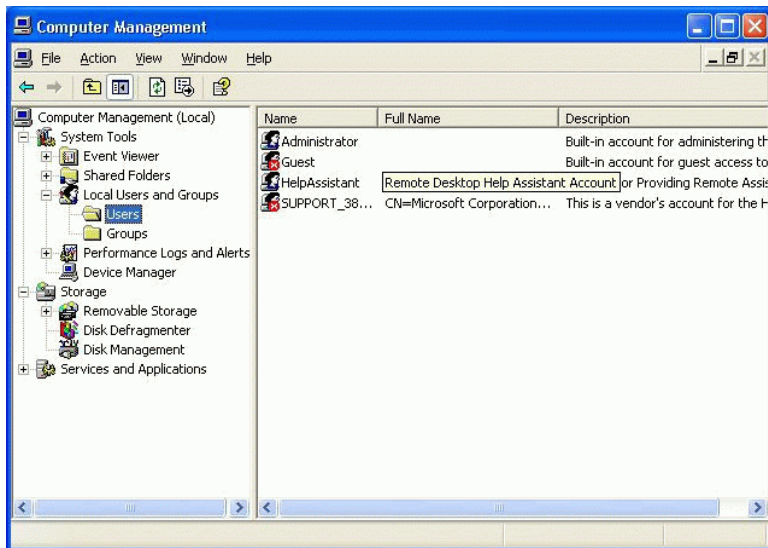 Computer Management
File Action View Window Help
Computer Management (Local)
System Tools
Event Viewer
Shared Folders
Local Users and Groups
Users
Groups
Performance Logs and Alerts
Device Manager
Storage
Removable Storage
Disk Defragmenter
Disk Management
Services and Applications
Name Full Name Description
Administrator Built-in account for administering th
Guest Built-in account for guest access to
HelpAssistant Remote Desktop Help Assistant Account or Providing Remote Assis
SUPPORT_38... CN=Microsoft Corporation... This is a vendor's account for the H